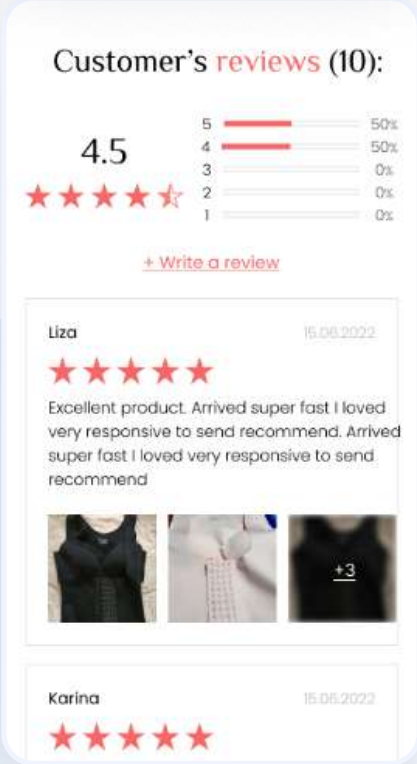 Customer's reviews (10):
4.5
5 50%
4 50%
3 0%
2 0%
1 0%
+ Write a review
Liza 15.06.2022
Excellent product. Arrived super fast I loved
very responsive to send recommend. Arrived
super fast I loved very responsive to send
recommend
+3
Karina 15.06.2022